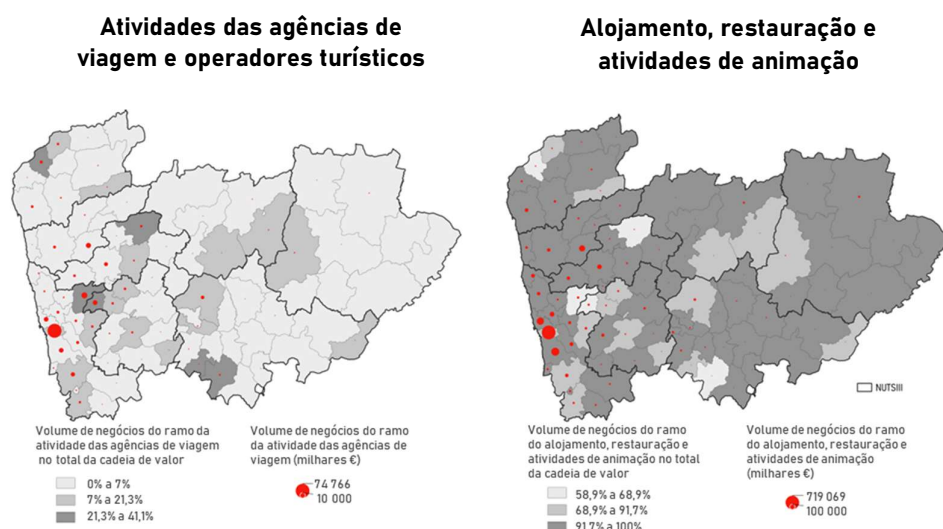 Atividades das agências de
viagem e operadores turísticos
Alojamento, restauração e
atividades de animação
NUTSIII
Volume de negócios do ramo da
atividade das agências de viagem
no total da cadeia de valor
0% a 7%
7% a 21,3%
21,3% a 41,1%
Volume de negócios do ramo
da atividade das agências de
viagem (milhares €)
74 766
10 000
Volume de negócios do ramo
do alojamento, restauração e
atividades de animação no total
da cadeia de valor
58,9% a 68,9%
68,9% a 91,7%
91,7% a 100%
Volume de negócios do ramo
do alojamento, restauração e
atividades de animação
(milhares €)
719 069
100 000